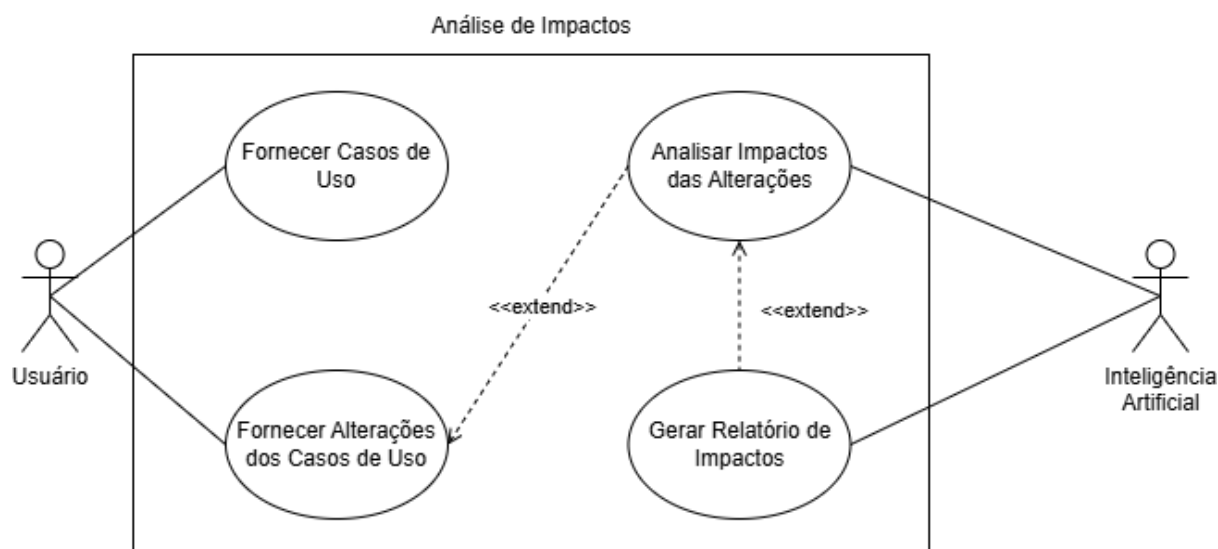 Análise de Impactos
Fornecer Casos de
Uso
Analisar Impactos
das Alterações
<<extend>>
<<extend>>
Usuário
Inteligência
Artificial
Fornecer Alterações
dos Casos de Uso
Gerar Relatório de
Impactos